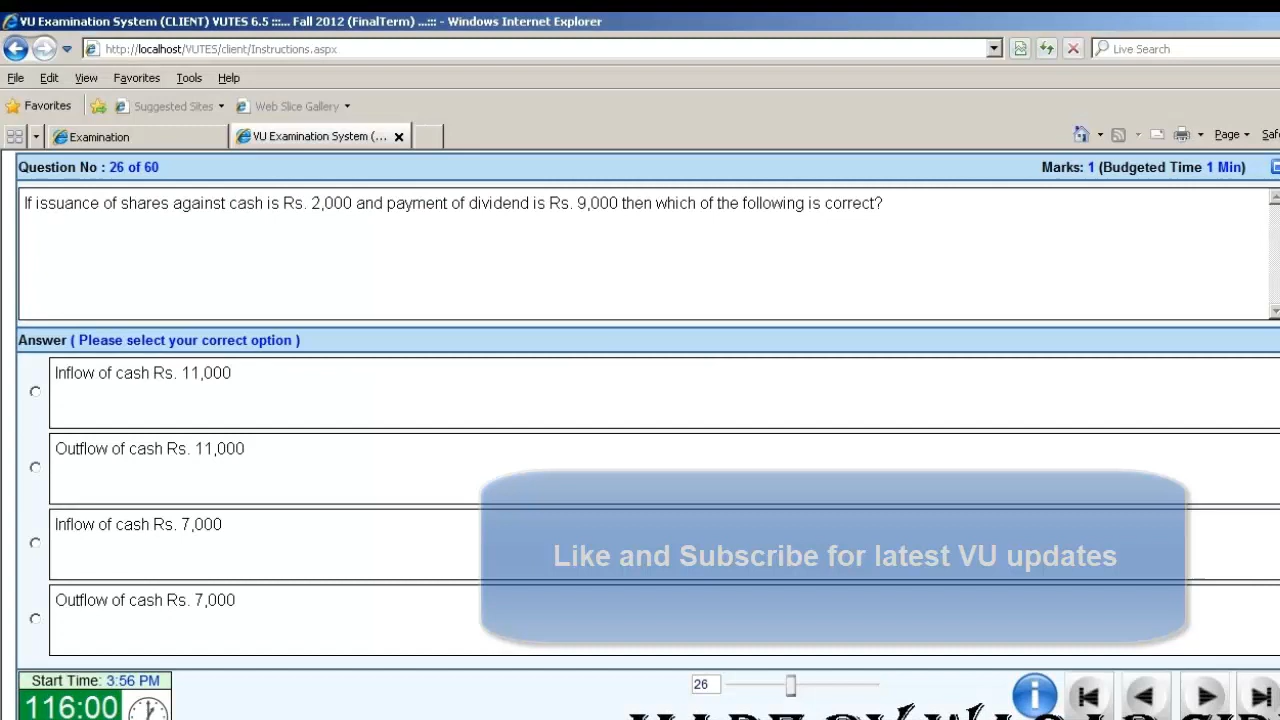 VU Examination System (CLIENT) VUTES 6.5 :::... Fall 2012 (FinalTerm) ...::: - Windows Internet Explorer
http://localhost/VUTES/client/Instructions.aspx
Live Search
File Edit View Favorites Tools Help
Favorites Suggested Sites Web Slice Gallery
Examination VU Examination System (... Page
Question No : 26 of 60 Marks: 1 (Budgeted Time 1 Min)
If issuance of shares against cash is Rs. 2,000 and payment of dividend is Rs. 9,000 then which of the following is correct?
Answer ( Please select your correct option )
Inflow of cash Rs. 11,000
Outflow of cash Rs. 11,000
Inflow of cash Rs. 7,000
Like and Subscribe for latest VU updates
Outflow of cash Rs. 7,000
Start Time: 3:56 PM
26
116:00